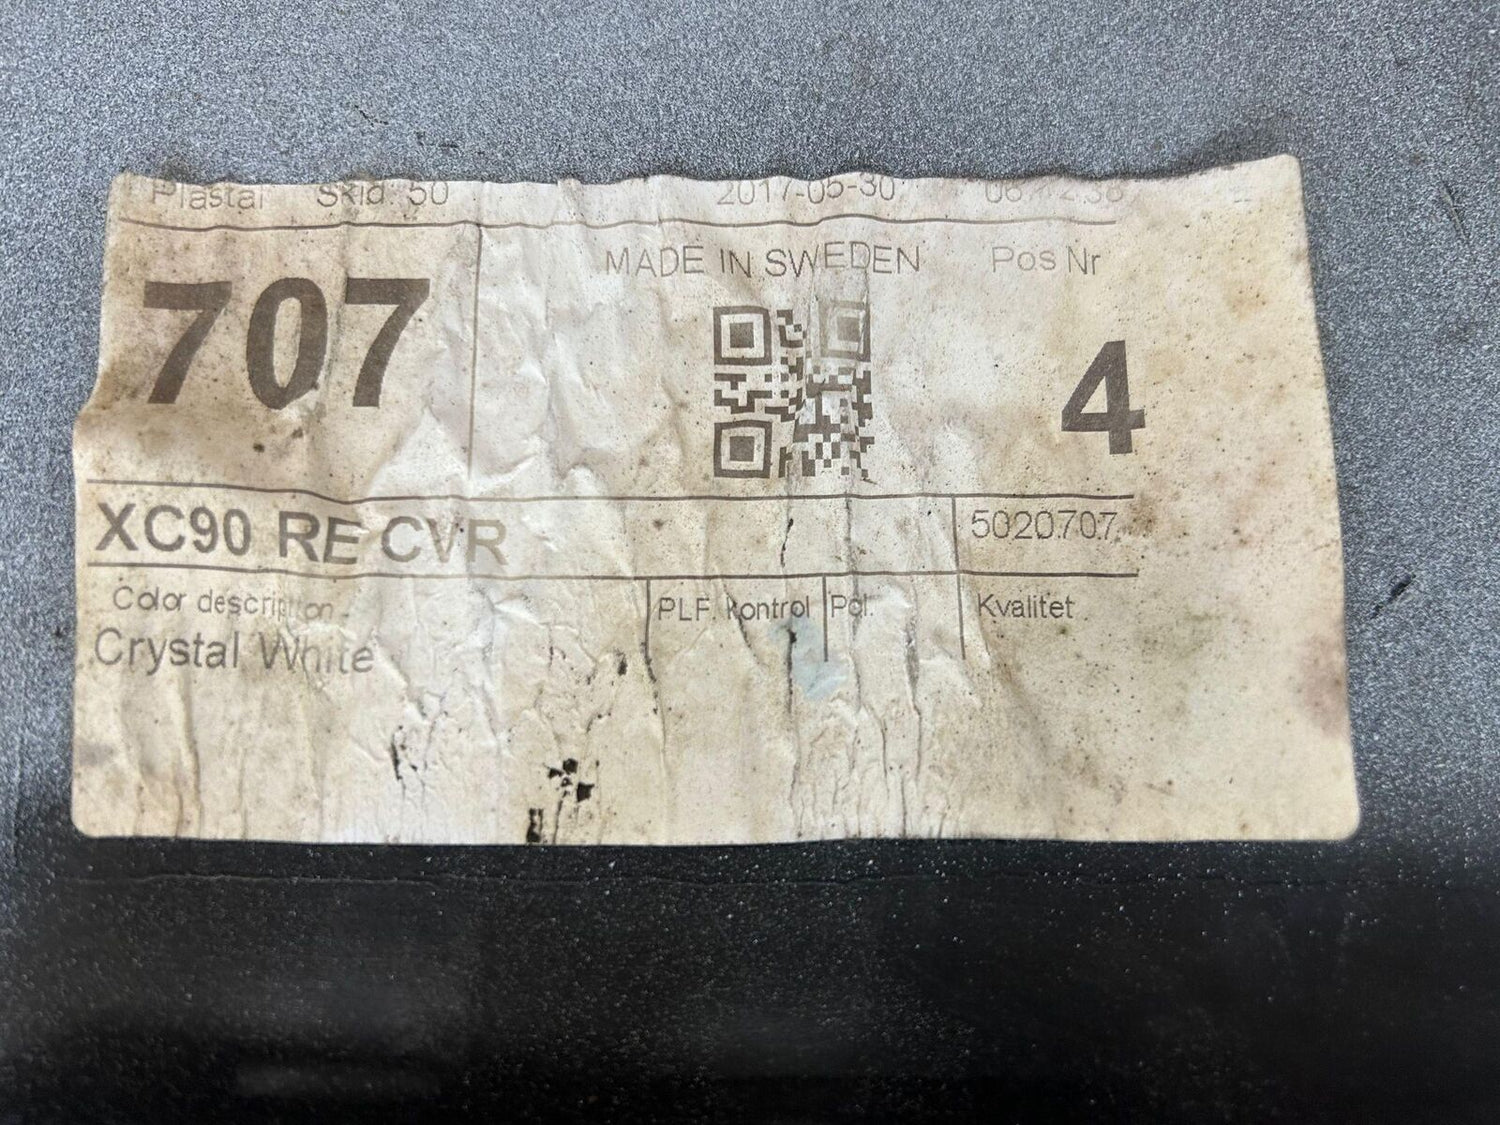 Plastal Skid: 50 2017-05-30
MADE IN SWEDEN Pos Nr
707
4
XC90 RE CVR 5020707
Color description PLF. kontrol Pol. Kvalitet
Crystal White